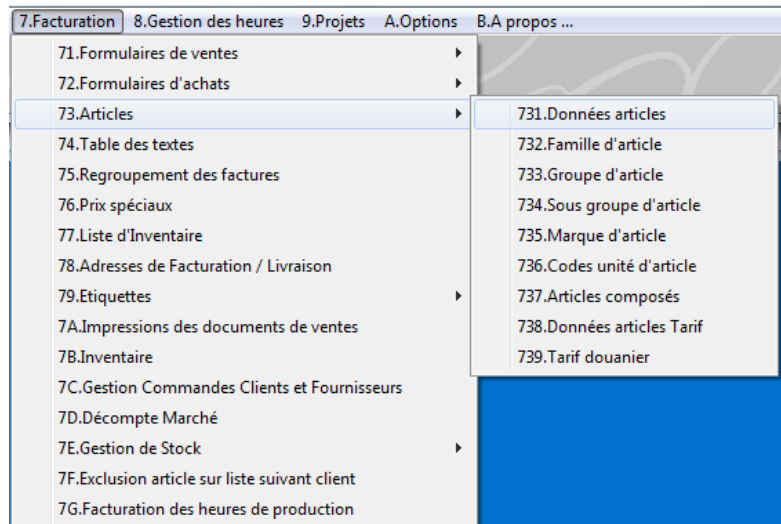 7.Facturation 8.Gestion des heures 9.Projets A.Options B.A propos ...
71.Formulaires de ventes
72.Formulaires d'achats
73.Articles
74.Table des textes
75.Regroupement des factures
76.Prix spéciaux
77.Liste d'Inventaire
78.Adresses de Facturation / Livraison
79.Etiquettes
7A.Impressions des documents de ventes
7B.Inventaire
7C.Gestion Commandes Clients et Fournisseurs
7D.Décompte Marché
7E.Gestion de Stock
7F.Exclusion article sur liste suivant client
7G.Facturation des heures de production
731.Données articles
732.Famille d'article
733.Groupe d'article
734.Sous groupe d'article
735.Marque d'article
736.Codes unité d'article
737.Articles composés
738.Données articles Tarif
739.Tarif douanier